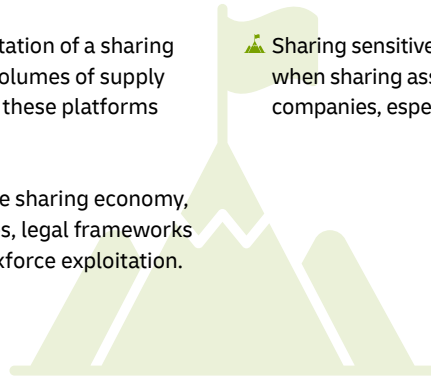 tation of a sharing
olumes of supply
these platforms
e sharing economy,
s, legal frameworks
xforce exploitation.
Sharing sensitive
when sharing ass
companies, espe